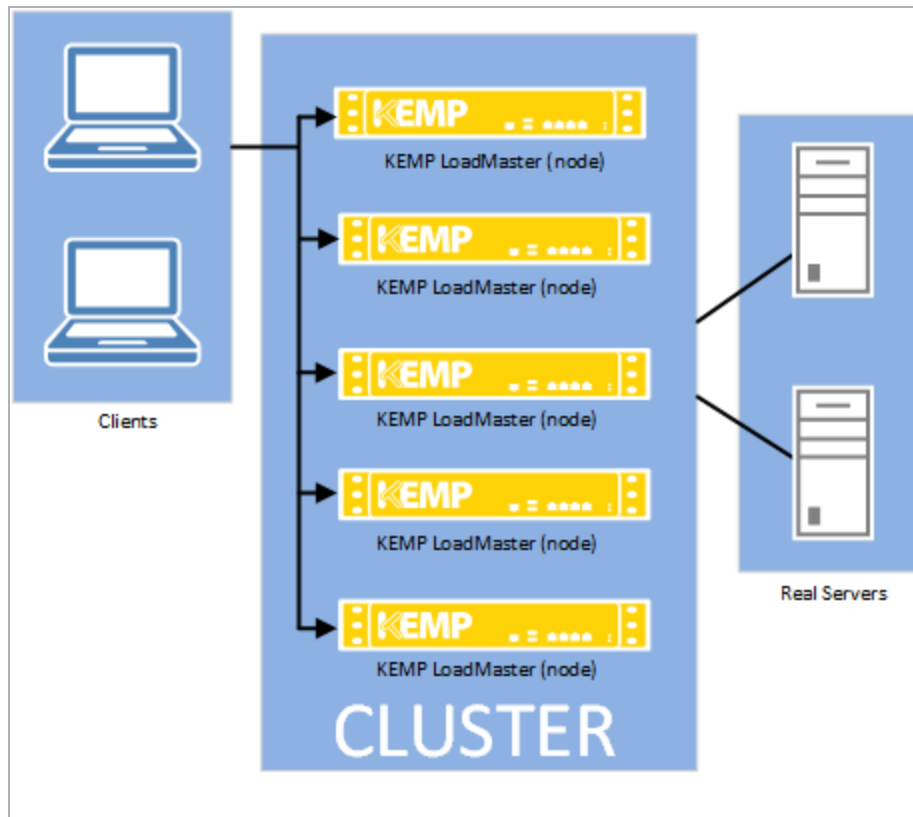 KEMP
KEMP LoadMaster (node)
KEMP
KEMP LoadMaster (node)
KEMP
KEMP LoadMaster (node)
KEMP
KEMP LoadMaster (node)
KEMP
KEMP LoadMaster (node)
CLUSTER
Clients
Real Servers